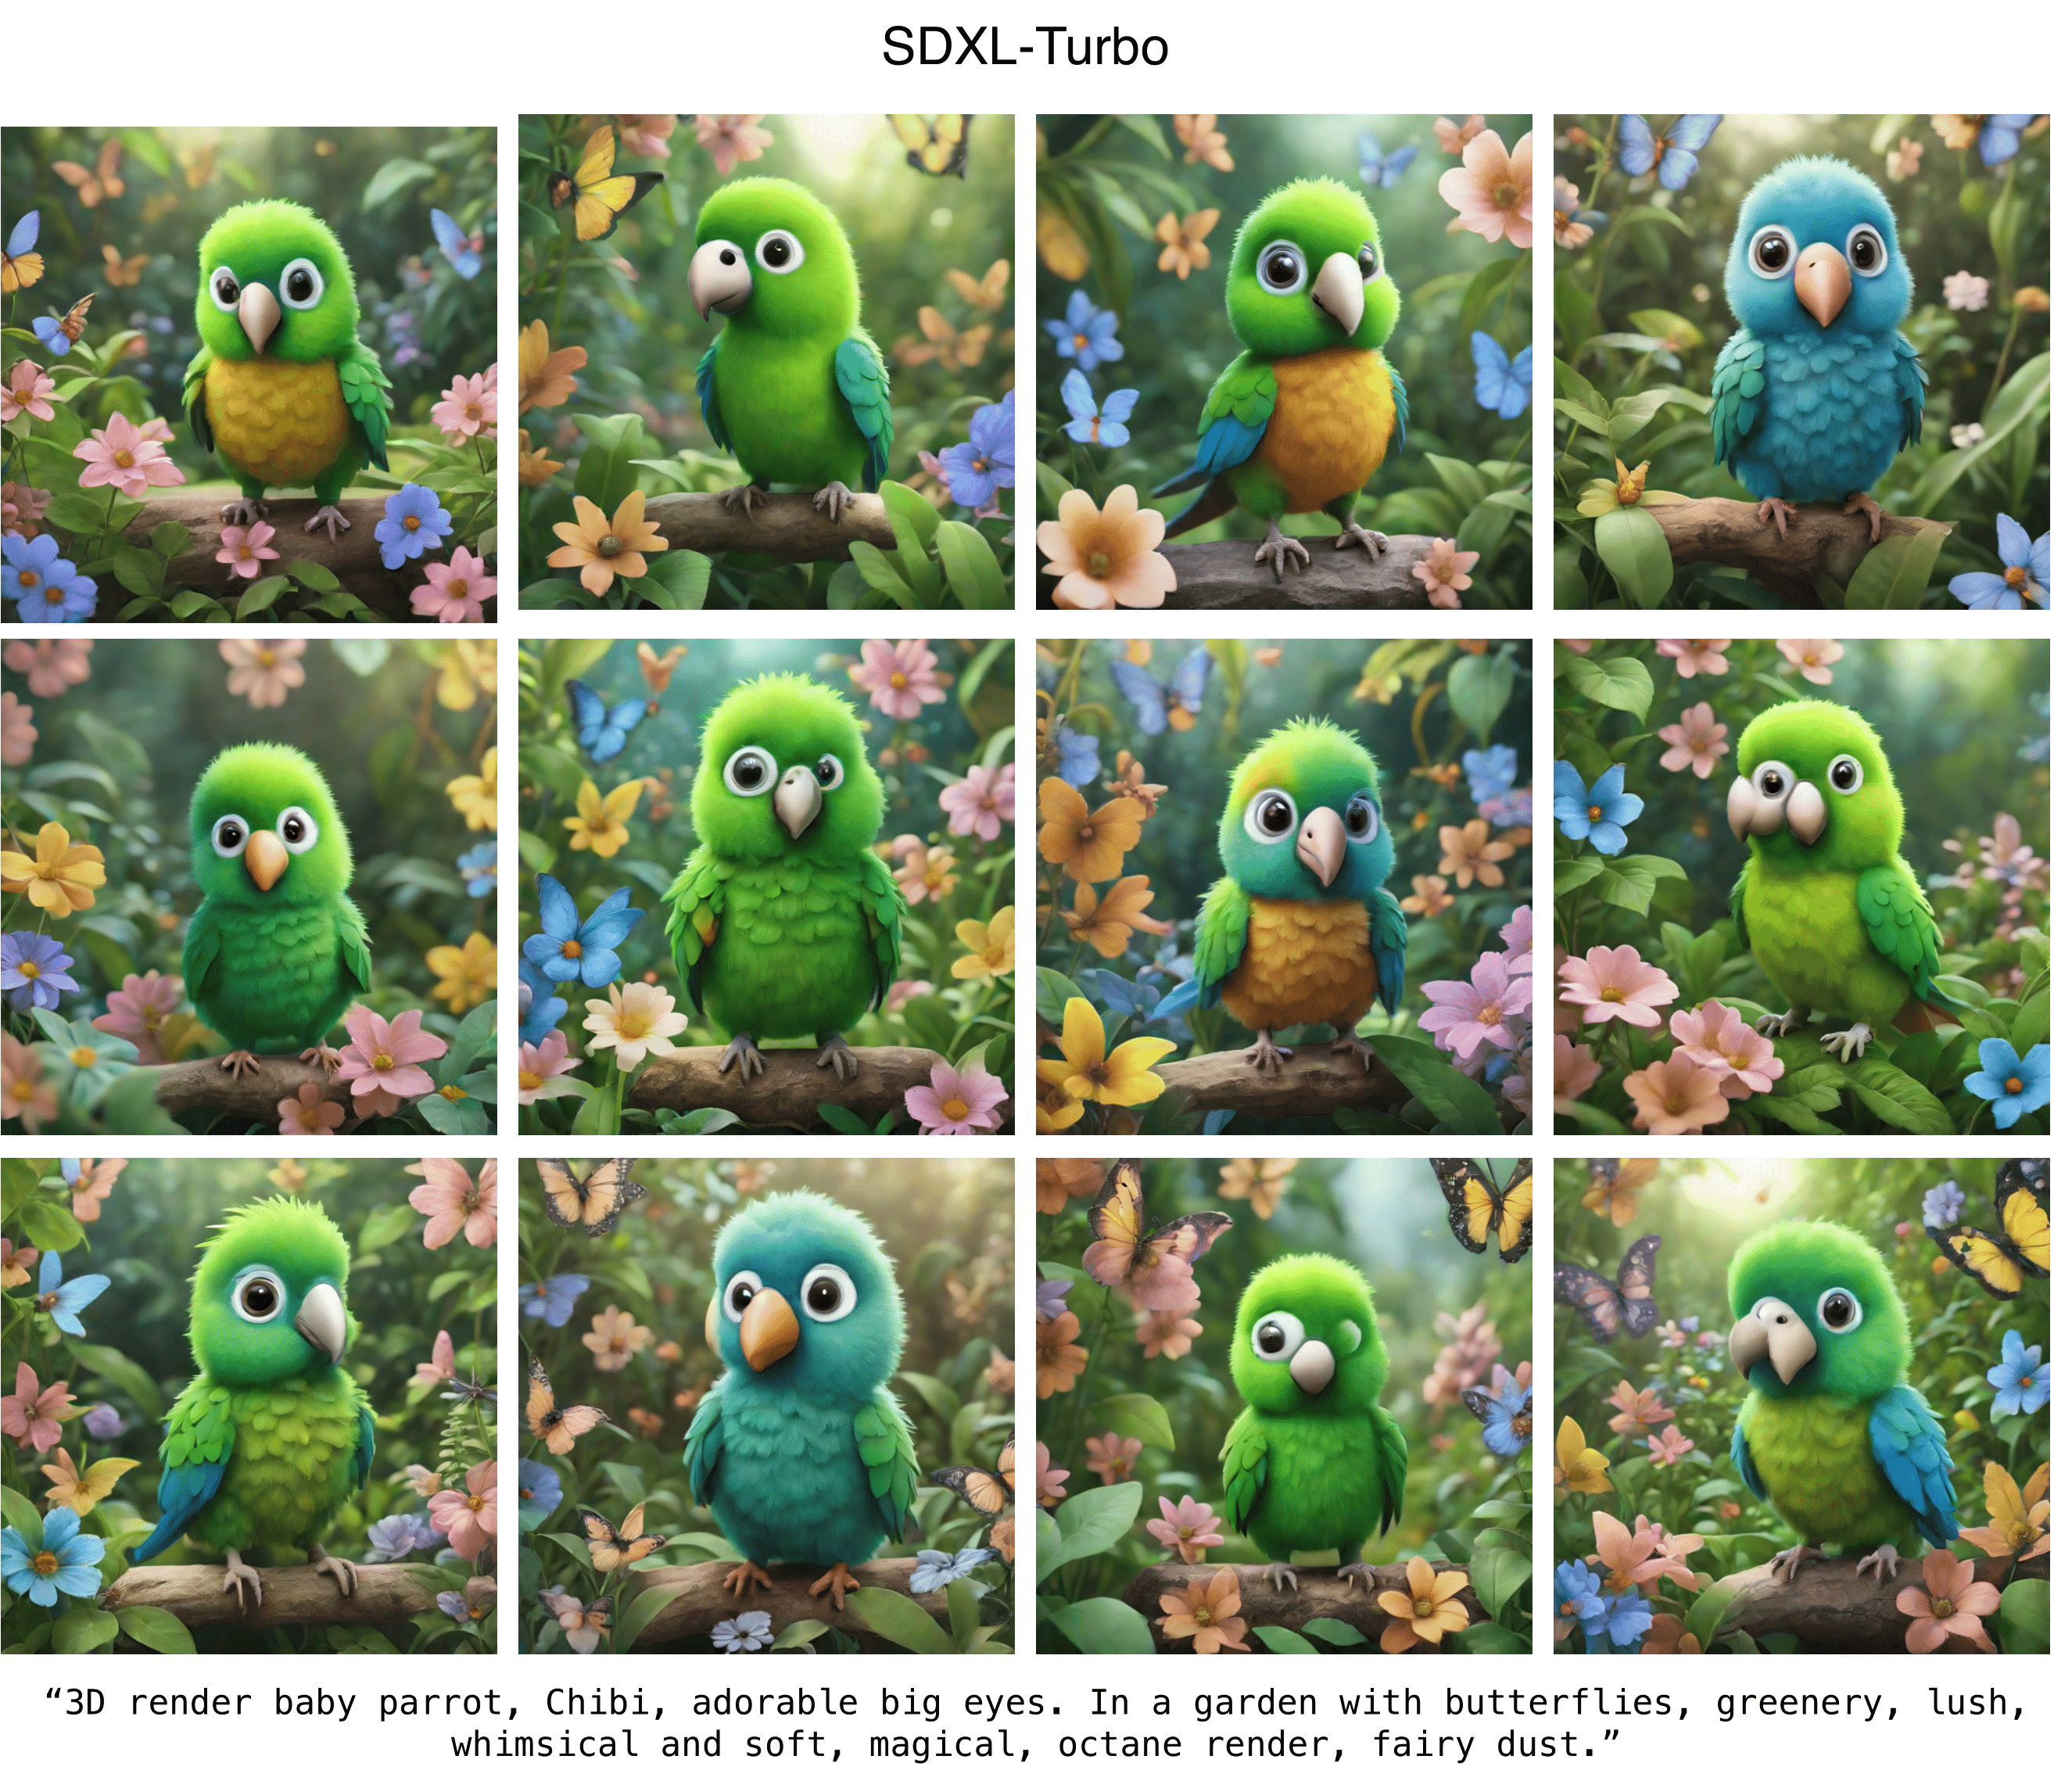 SDXL-Turbo
“3D render baby parrot, Chibi, adorable big eyes. In a garden with butterflies, greenery, lush,
whimsical and soft, magical, octane render, fairy dust.”